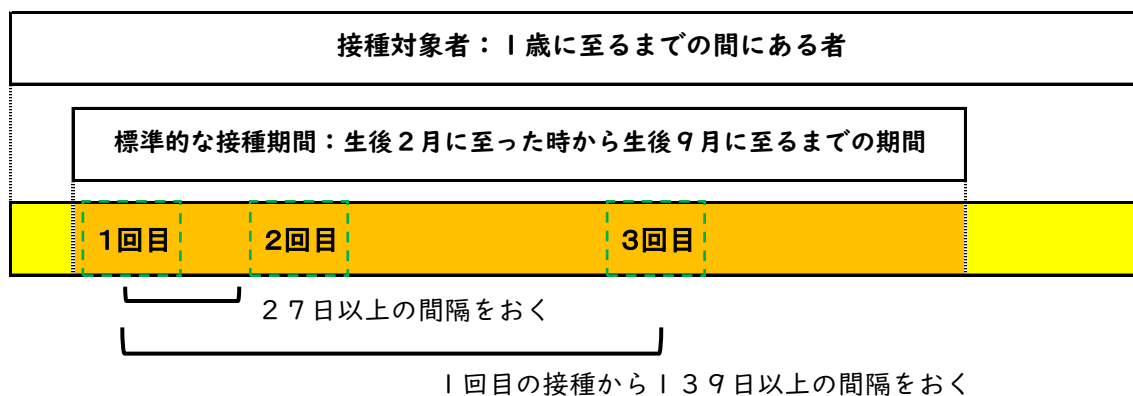 接種対象者：１歳に至るまでの間にある者
標準的な接種期間：生後２月に至った時から生後９月に至るまでの期間
1回目 2回目 3回目
２７日以上の間隔をおく
１回目の接種から１３９日以上の間隔をおく